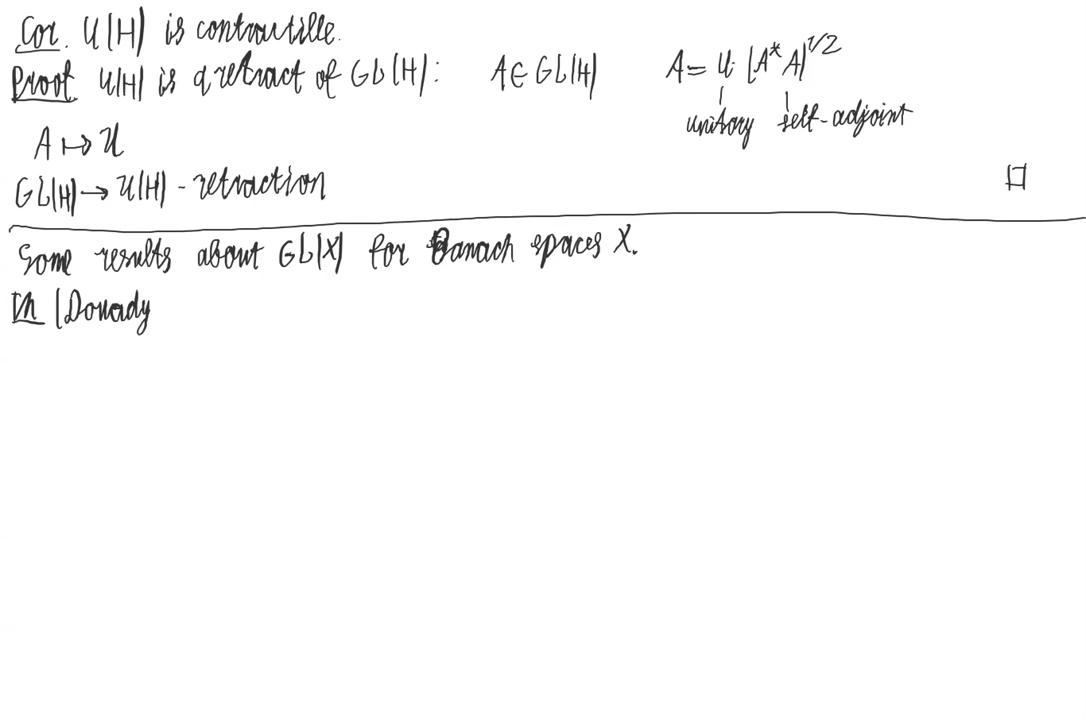 Cor. U(H) is contractille.
Proof U(H) is a retract of GL(H): A∈GL(H) A = U·(A*A)^1/2
unitary self-adjoint
A ↦ U
GL(H) → U(H) - retraction □
Some results about GL(X) for Banach spaces X.
Th (Douady